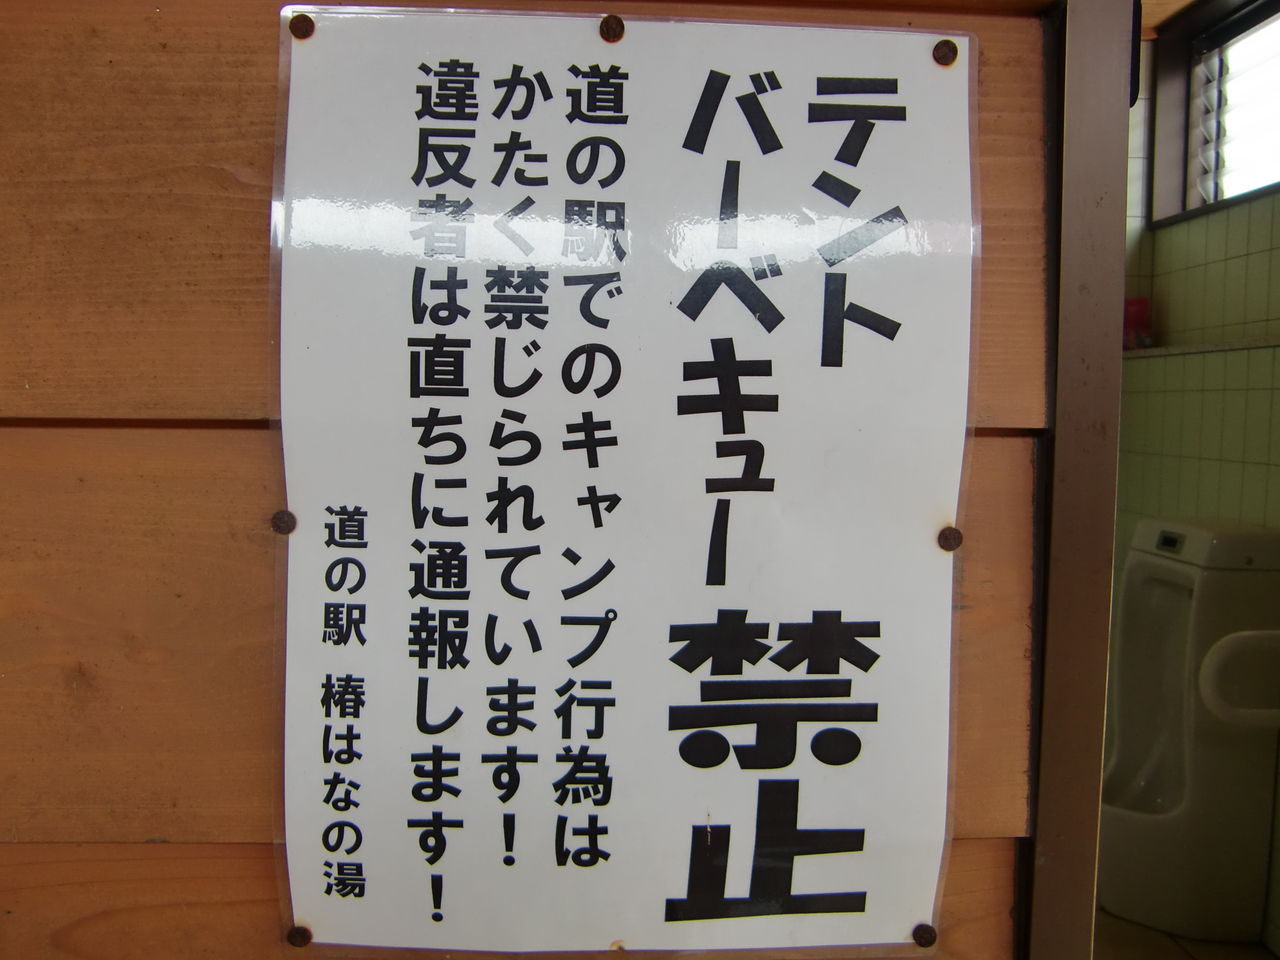 テント
バーベキュー
禁止
道の駅でのキャンプ行為は
かたく禁じられています！
違反者は直ちに通報します！
道の駅 椿はなの湯